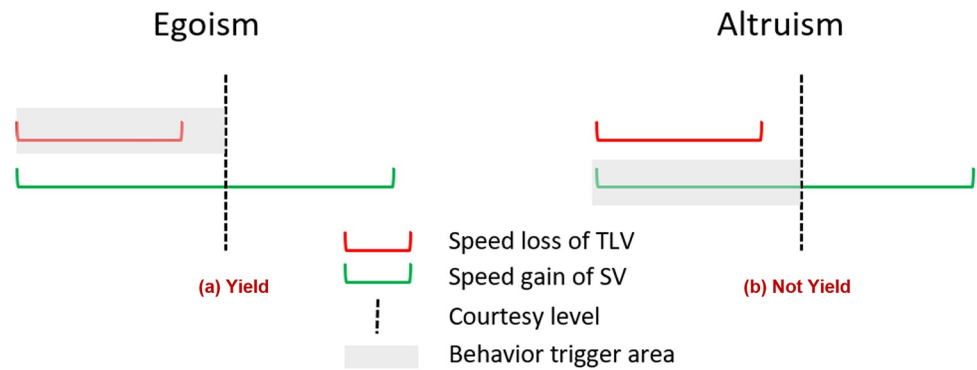 Egoism
Altruism
(a) Yield
(b) Not Yield
Speed loss of TLV
Speed gain of SV
Courtesy level
Behavior trigger area